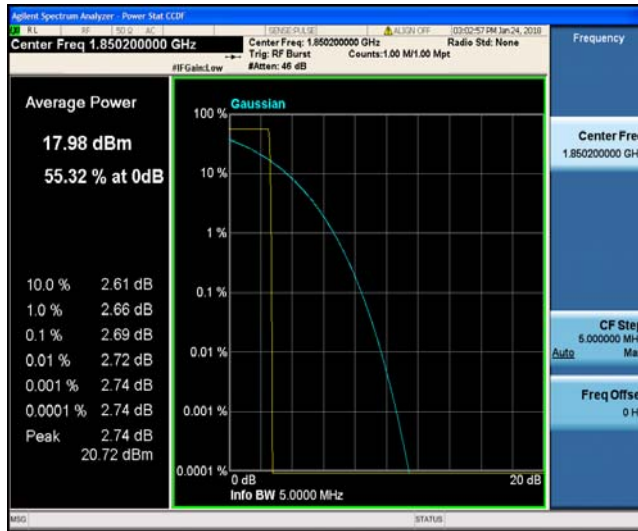 Agilent Spectrum Analyzer - Power Stat CCDF
RL RF 50 Ω AC SENSE:PULSE ALIGN OFF 03:02:57 PM Jan 24, 2018
Center Freq 1.850200000 GHz
Center Freq: 1.850200000 GHz Radio Std: None
Trig: RF Burst Counts:1.00 M/1.00 Mpt
#IFGain:Low #Atten: 46 dB
Frequency
Average Power
17.98 dBm
55.32 % at 0dB
10.0 % 2.61 dB
1.0 % 2.66 dB
0.1 % 2.69 dB
0.01 % 2.72 dB
0.001 % 2.74 dB
0.0001 % 2.74 dB
Peak 2.74 dB
20.72 dBm
Gaussian
100 %
10 %
1 %
0.1 %
0.01 %
0.001 %
0.0001 %
0 dB 20 dB
Info BW 5.0000 MHz
Center Fre
1.850200000 GH
CF Ste
5.000000 MH
Auto Ma
Freq Offse
0 H
MSG STATUS